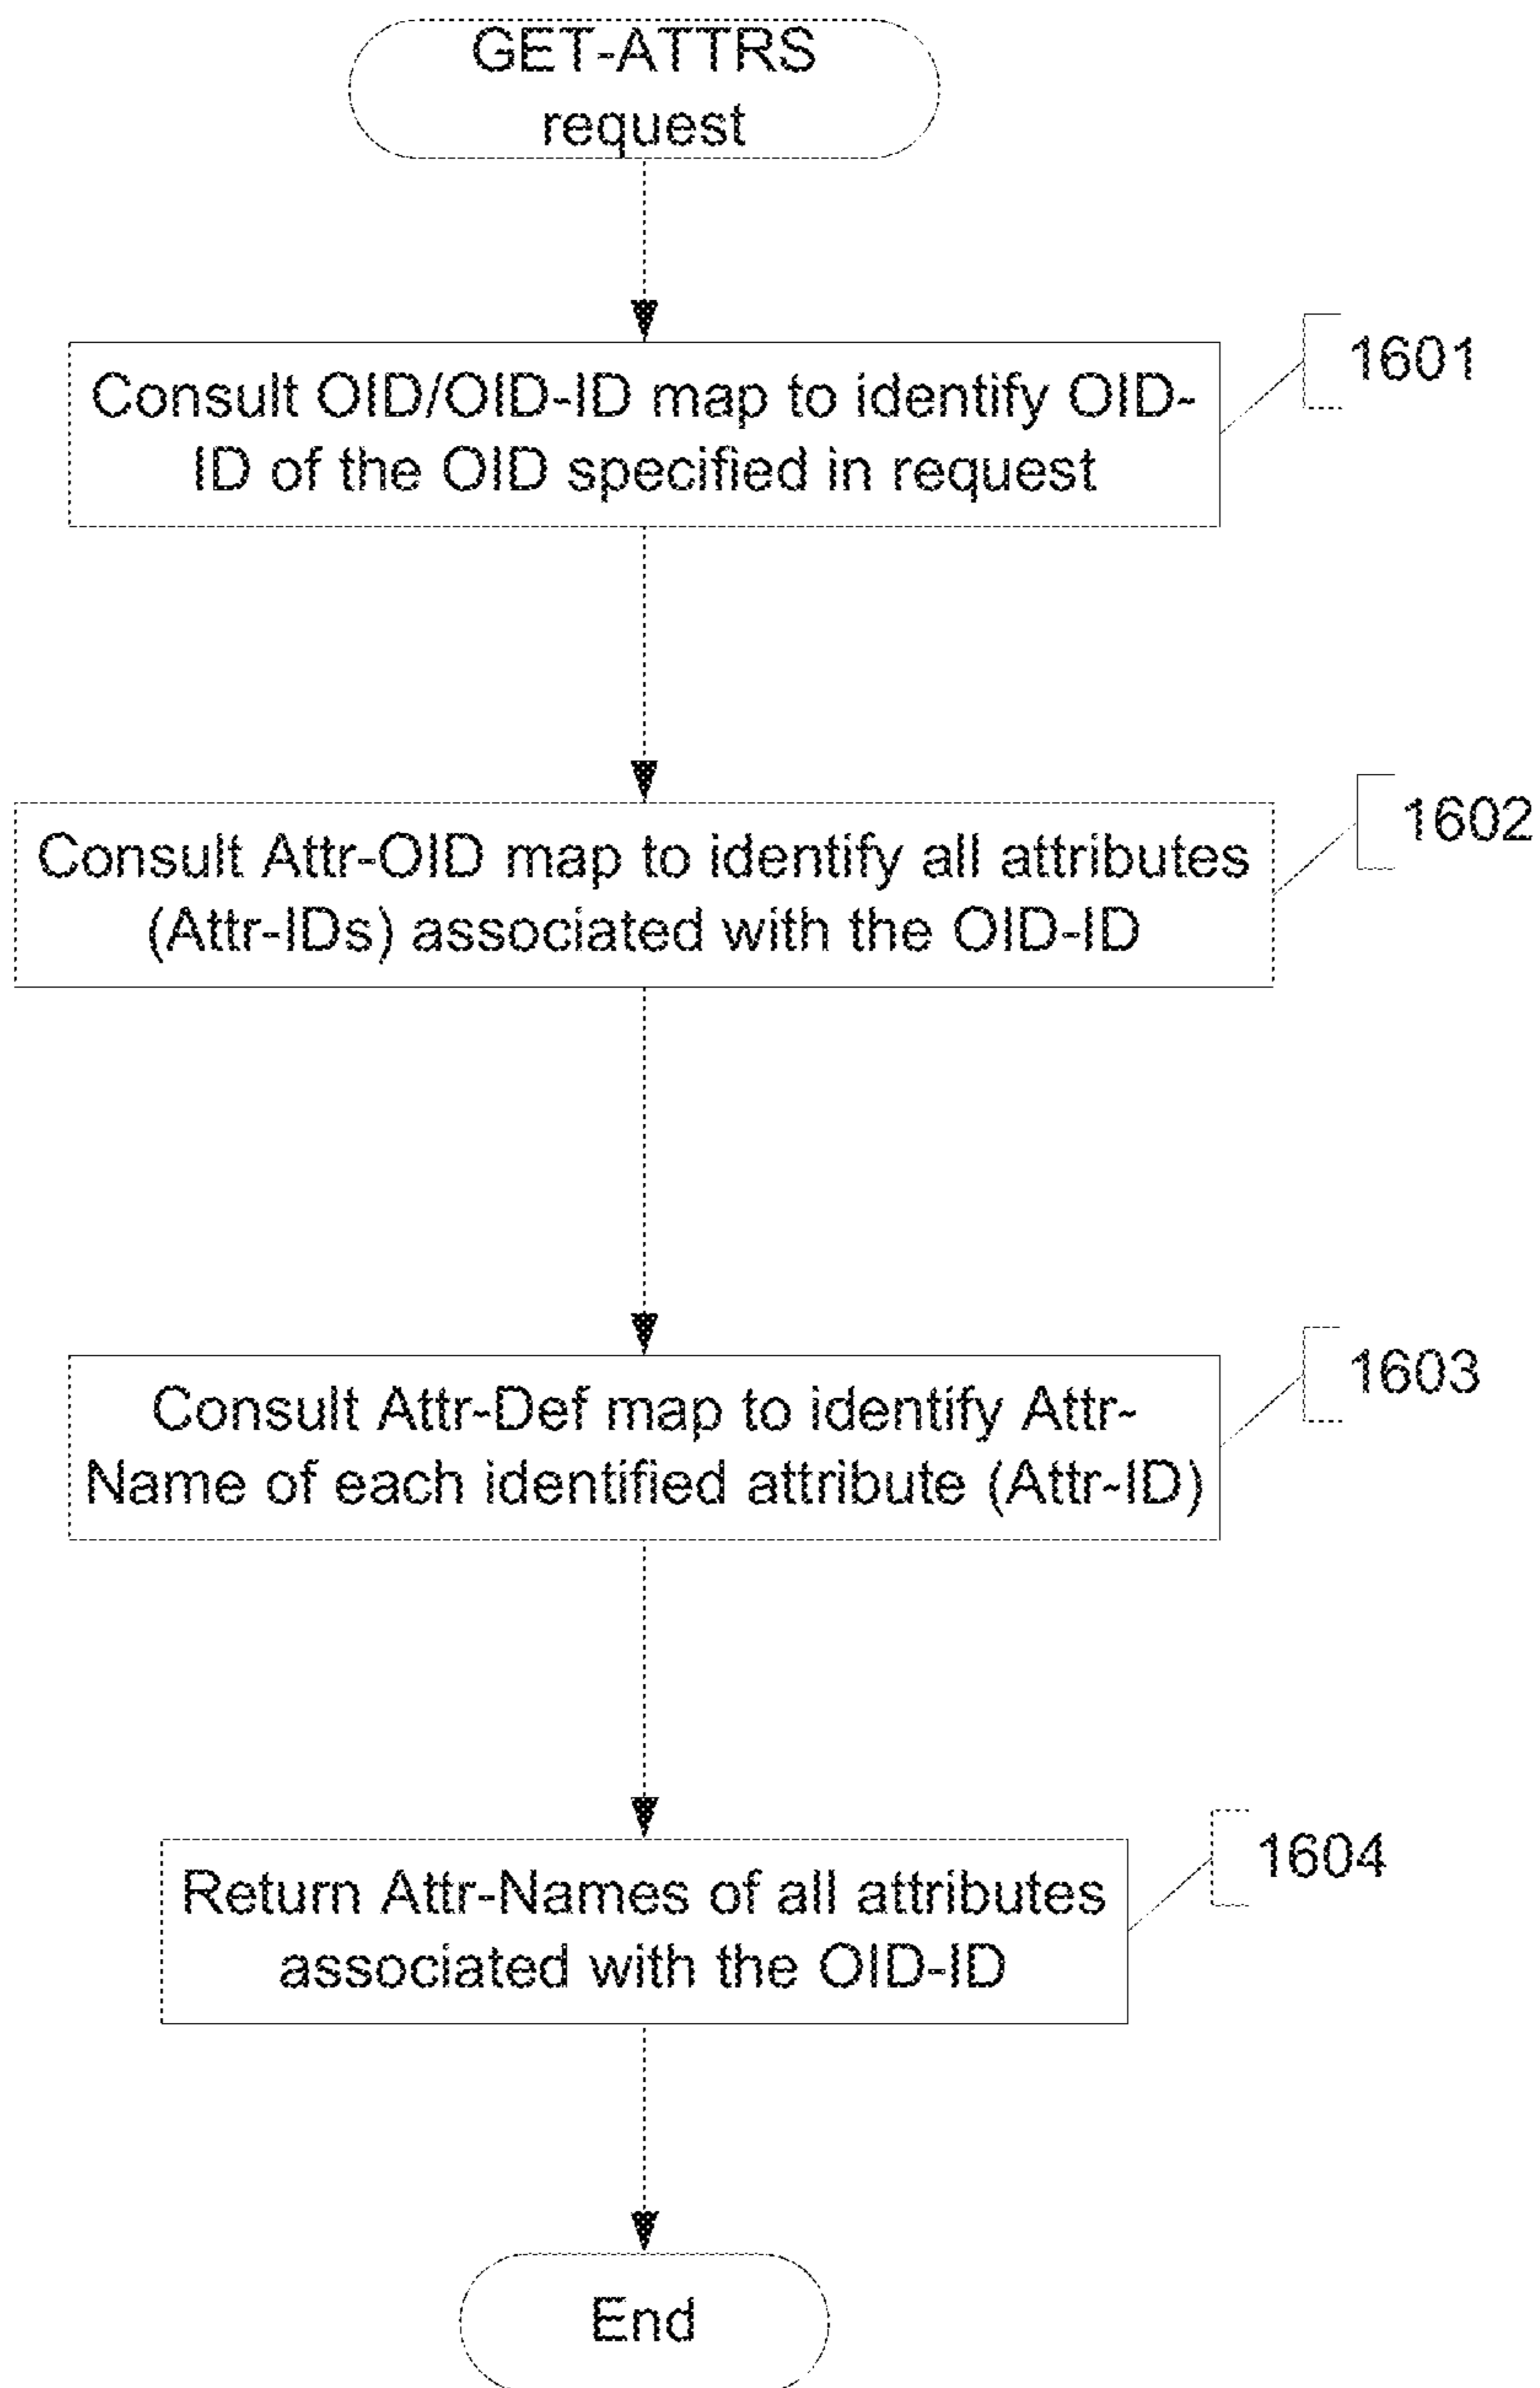 GET-ATTRS
request
Consult OID/OID-ID map to identify OID-
ID of the OID specified in request
1601
Consult Attr-OID map to identify all attributes
(Attr-IDs) associated with the OID-ID
1602
Consult Attr-Def map to identify Attr-
Name of each identified attribute (Attr-ID)
1603
Return Attr-Names of all attributes
associated with the OID-ID
1604
End